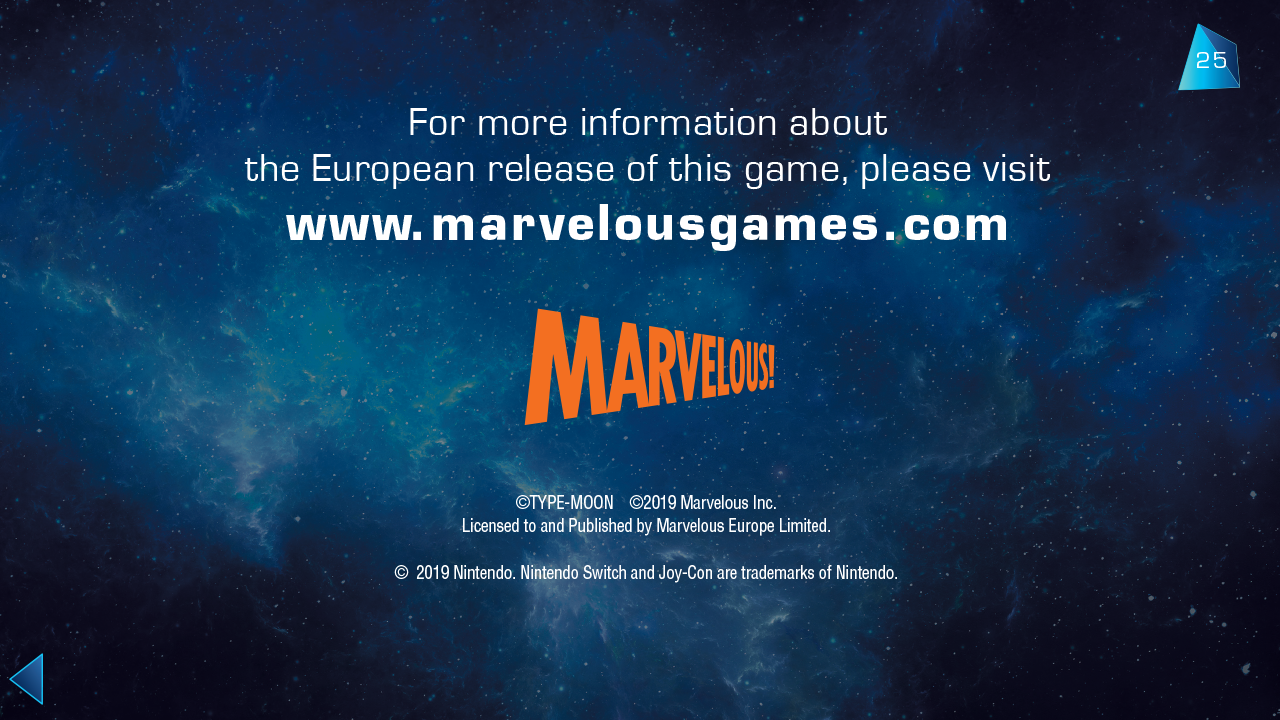 25
For more information about
the European release of this game, please visit
www.marvelousgames.com
MARVELOUS!
©TYPE-MOON ©2019 Marvelous Inc.
Licensed to and Published by Marvelous Europe Limited.
© 2019 Nintendo. Nintendo Switch and Joy-Con are trademarks of Nintendo.